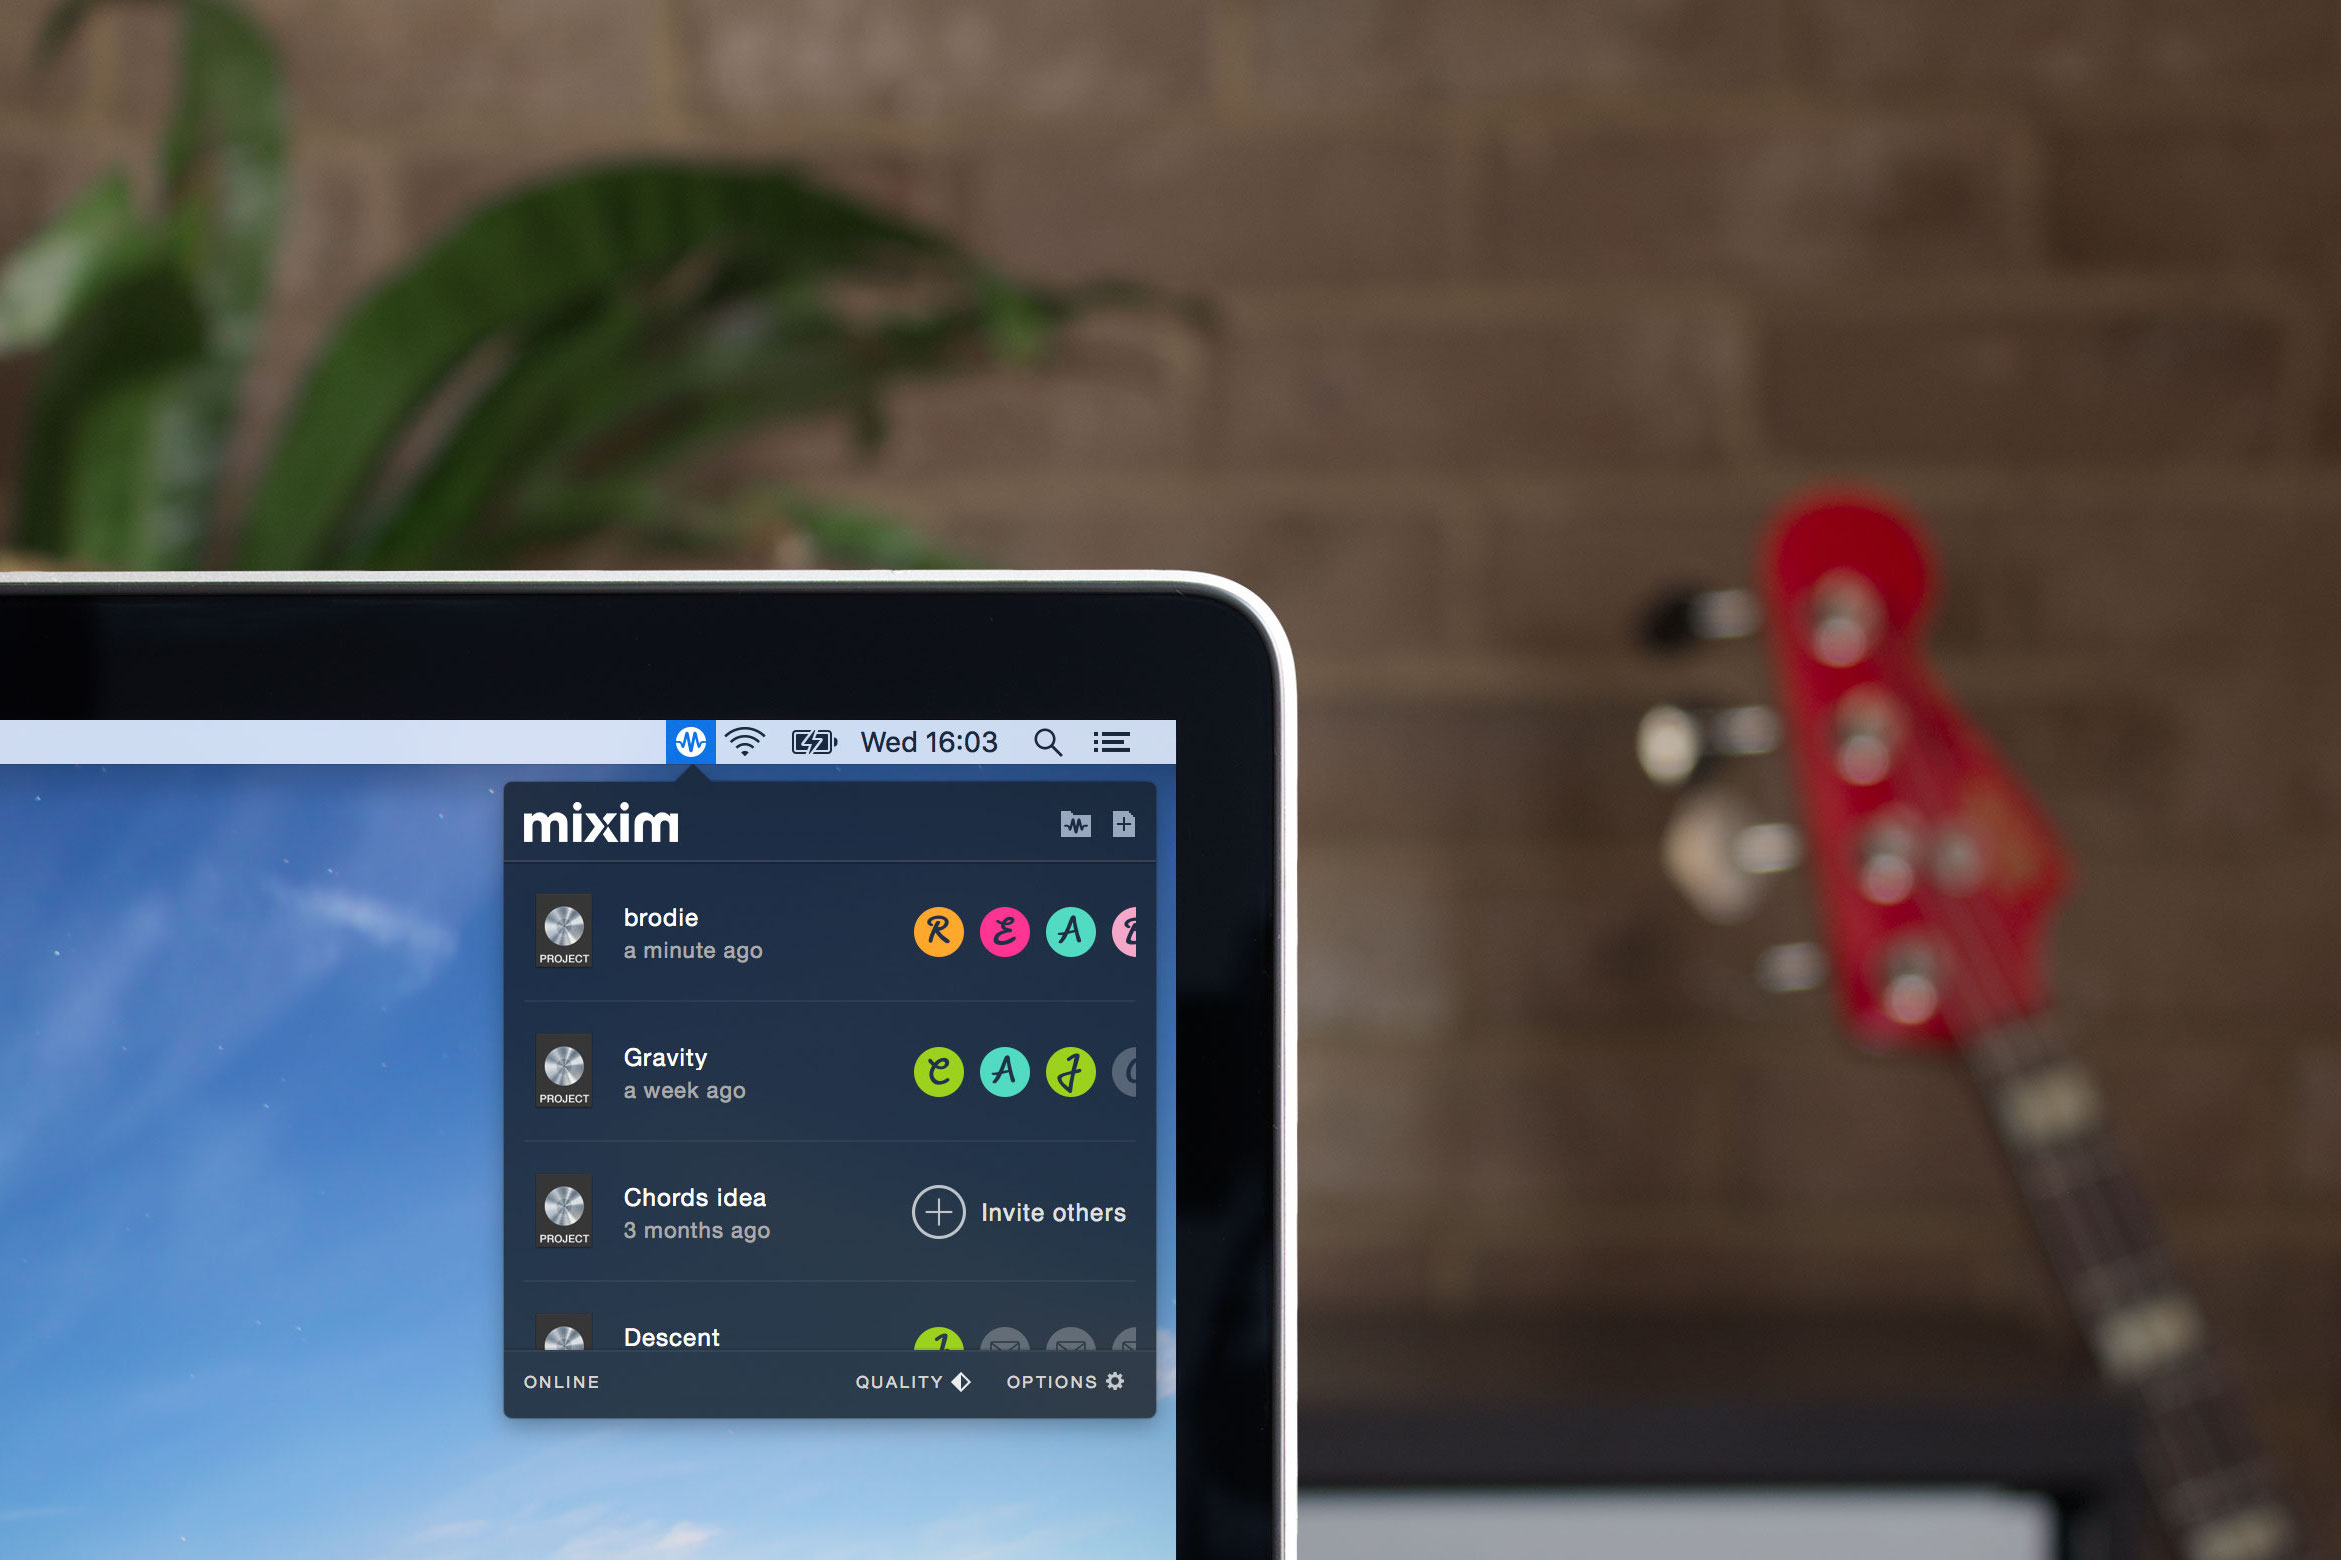 Wed 16:03
mixim
brodie
a minute ago
R E A
PROJECT
Gravity
a week ago
C A J
PROJECT
Chords idea
3 months ago
Invite others
PROJECT
Descent
ONLINE QUALITY OPTIONS